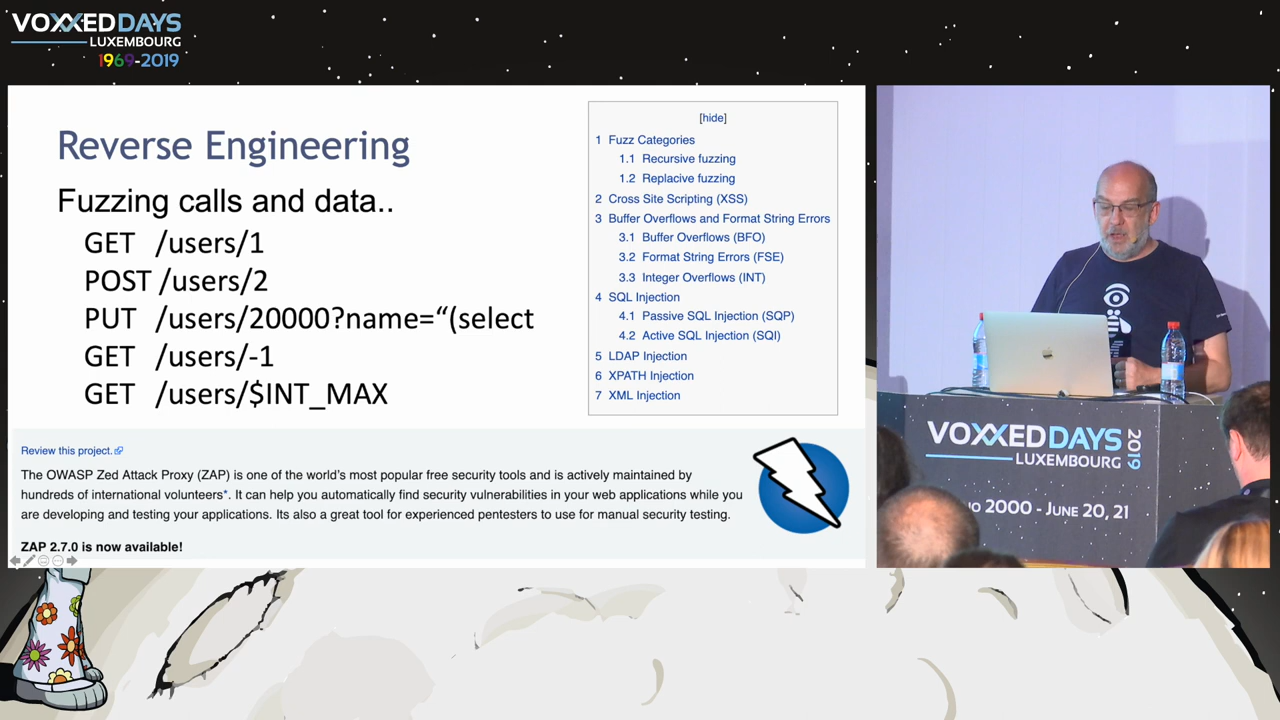 VOXXEDDAYS
LUXEMBOURG
1969-2019
Reverse Engineering
Fuzzing calls and data..
GET /users/1
POST /users/2
PUT /users/20000?name=“(select
GET /users/-1
GET /users/$INT_MAX
[hide]
1 Fuzz Categories
1.1 Recursive fuzzing
1.2 Replacive fuzzing
2 Cross Site Scripting (XSS)
3 Buffer Overflows and Format String Errors
3.1 Buffer Overflows (BFO)
3.2 Format String Errors (FSE)
3.3 Integer Overflows (INT)
4 SQL Injection
4.1 Passive SQL Injection (SQP)
4.2 Active SQL Injection (SQI)
5 LDAP Injection
6 XPATH Injection
7 XML Injection
Review this project.
The OWASP Zed Attack Proxy (ZAP) is one of the world's most popular free security tools and is actively maintained by
hundreds of international volunteers*. It can help you automatically find security vulnerabilities in your web applications while you
are developing and testing your applications. Its also a great tool for experienced pentesters to use for manual security testing.
ZAP 2.7.0 is now available!
VOXXEDDAYS 2019
LUXEMBOURG
2000 - JUNE 20, 21